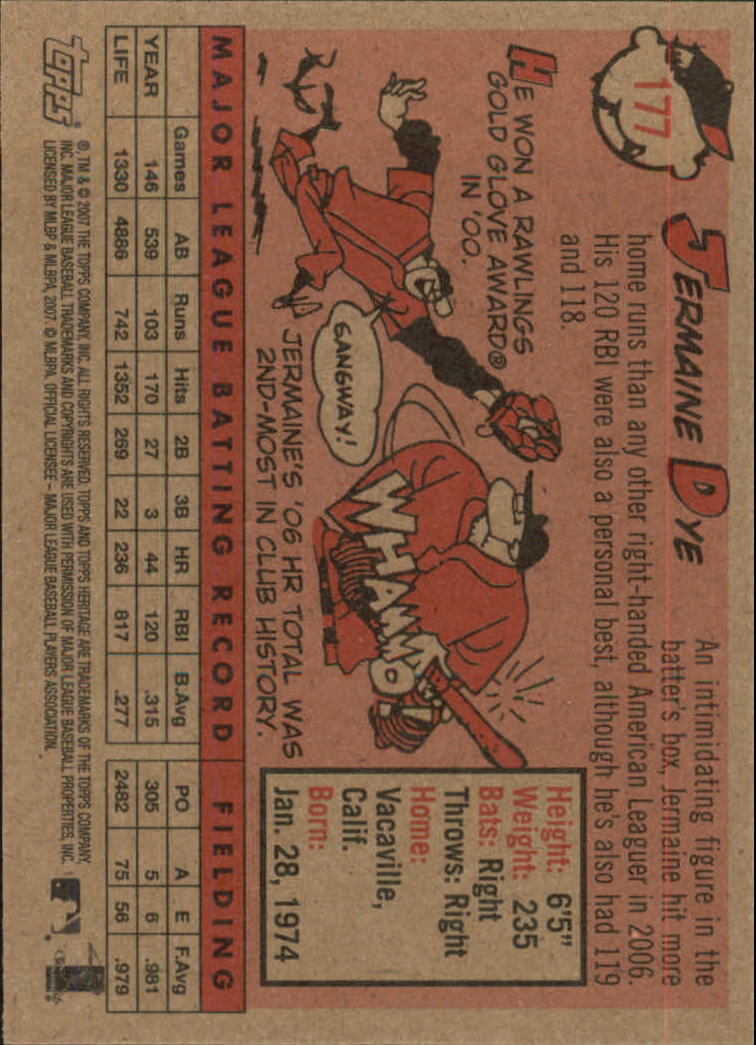 177
JERMAINE DYE
An intimidating figure in the
batter's box, Jermaine hit more
home runs than any other right-handed American Leaguer in 2006.
His 120 RBI were also a personal best, although he's also had 119
and 118.
HE WON A RAWLINGS
GOLD GLOVE AWARD®
IN '00.
GANGWAY!
WHAMMO!
JERMAINE'S '06 HR TOTAL WAS
2ND-MOST IN CLUB HISTORY.
Height: 6'5"
Weight: 235
Bats: Right
Throws: Right
Home:
Vacaville,
Calif.
Born:
Jan. 28, 1974
MAJOR LEAGUE BATTING RECORD FIELDING
Games AB Runs Hits 2B 3B HR RBI B.Avg PO A E F.Avg
YEAR 146 539 103 170 27 3 44 120 .315 305 5 6 .981
LIFE 1330 4886 742 1352 269 22 236 817 .277 2482 75 56 .979
topps
®, TM & © 2007 THE TOPPS COMPANY, INC. ALL RIGHTS RESERVED. TOPPS AND TOPPS HERITAGE ARE TRADEMARKS OF THE TOPPS COMPANY,
INC. MAJOR LEAGUE BASEBALL TRADEMARKS AND COPYRIGHTS ARE USED WITH PERMISSION OF MAJOR LEAGUE BASEBALL PROPERTIES, INC.
LICENSED BY MLBP & MLBPA, 2007. © MLBPA. OFFICIAL LICENSEE – MAJOR LEAGUE BASEBALL PLAYERS ASSOCIATION.